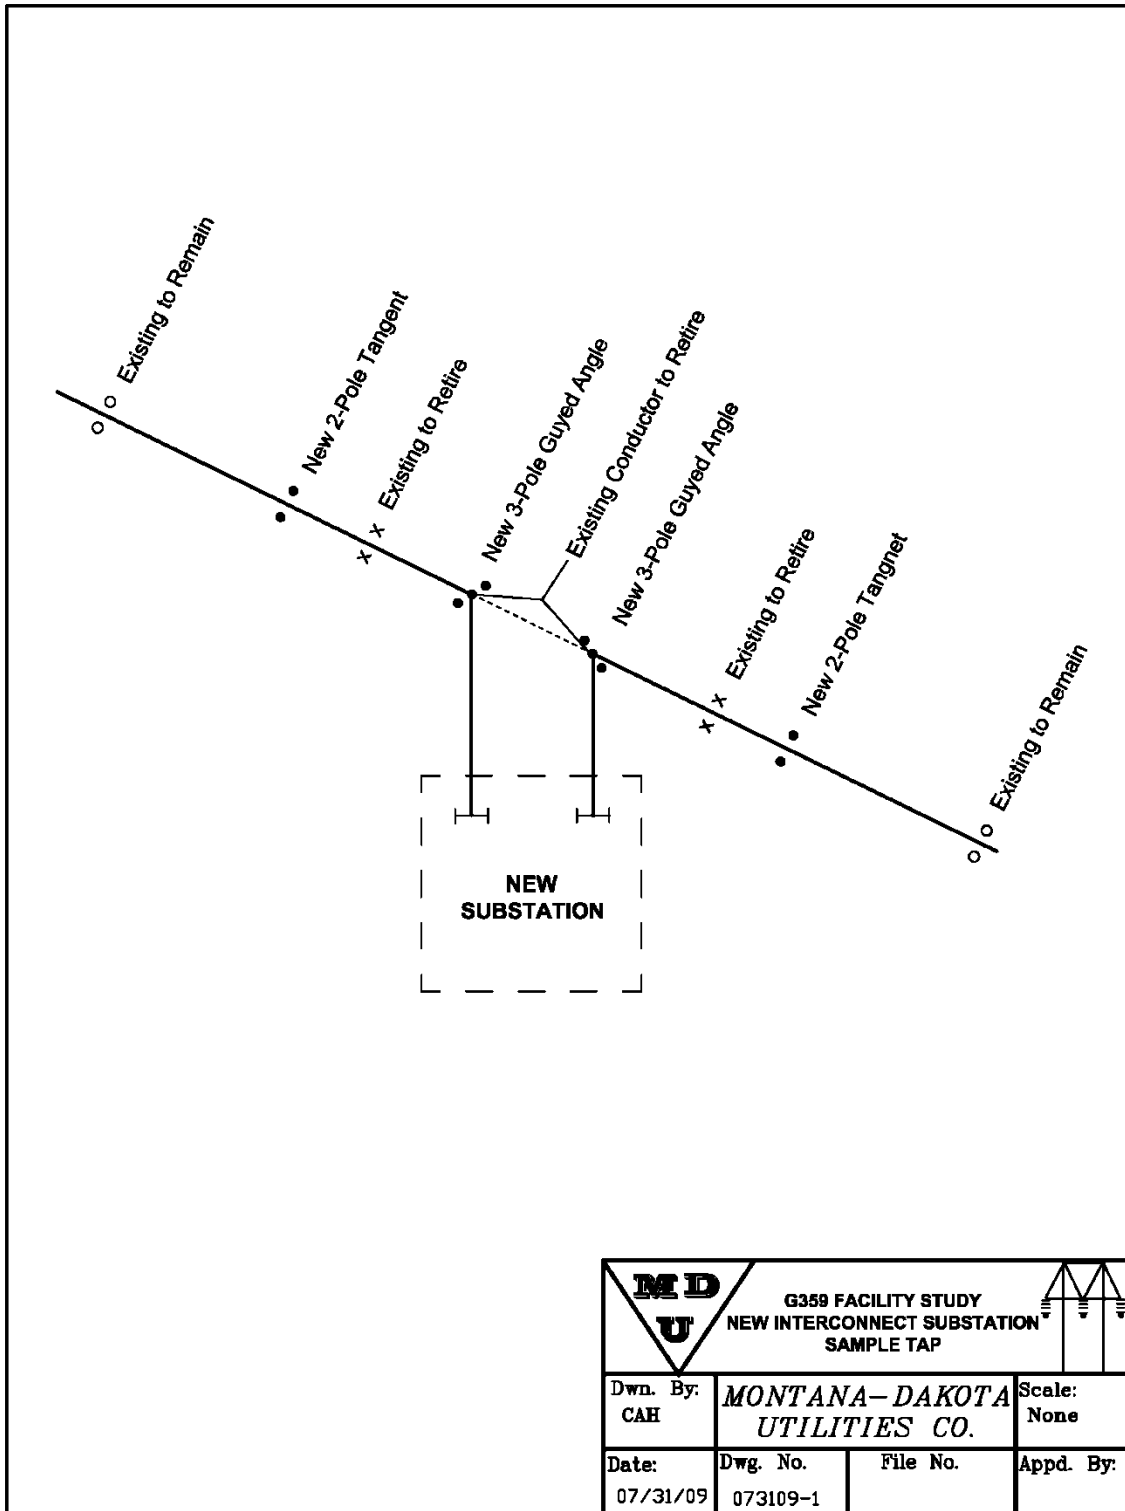 Existing to Remain
New 2-Pole Tangent
Existing to Retire
New 3-Pole Guyed Angle
Existing Conductor to Retire
New 3-Pole Guyed Angle
Existing to Retire
New 2-Pole Tangnet
Existing to Remain
NEW
SUBSTATION
M D
U
G359 FACILITY STUDY
NEW INTERCONNECT SUBSTATION
SAMPLE TAP
Dwn. By:
CAH
MONTANA-DAKOTA
UTILITIES CO.
Scale:
None
Date:
07/31/09
Dwg. No.
073109-1
File No.
Appd. By: